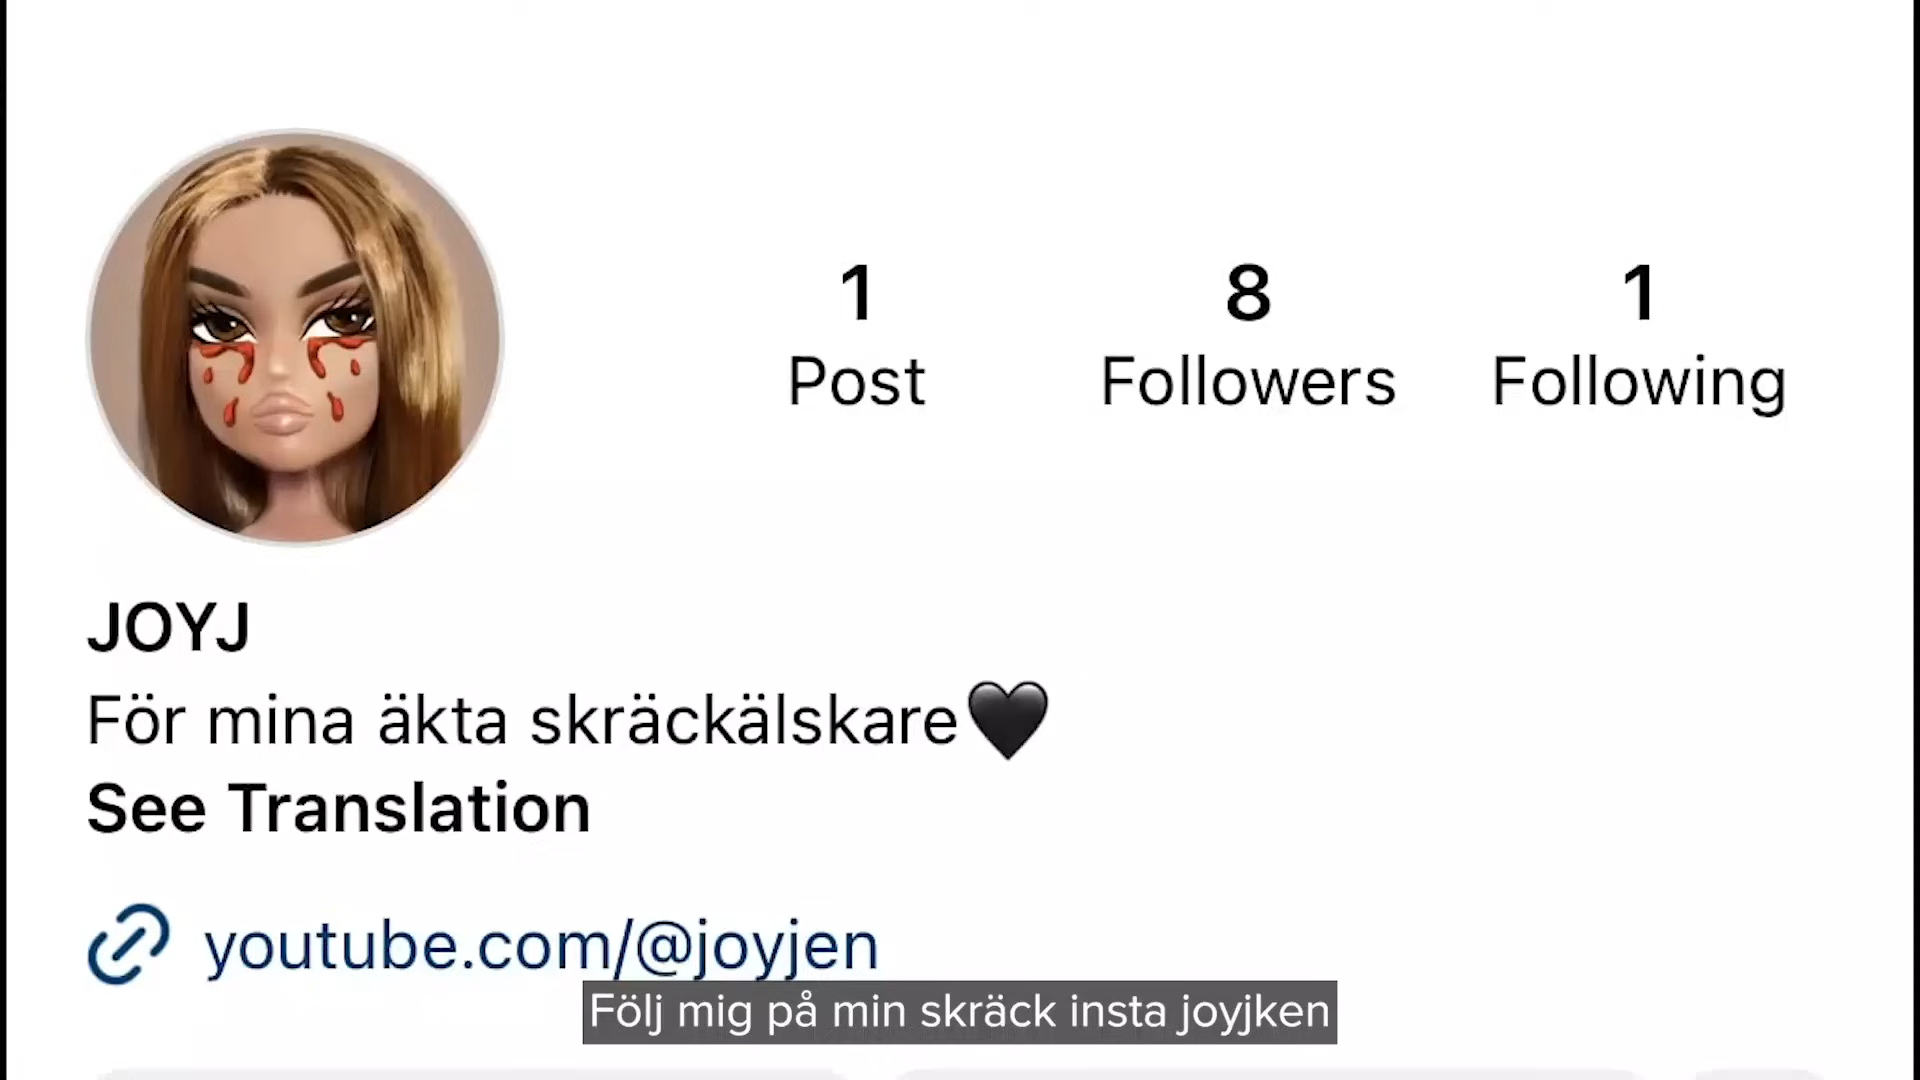 1 8 1
Post Followers Following
JOYJ
För mina äkta skräckälskare🖤
See Translation
youtube.com/@joyjen
Följ mig på min skräck insta joyjken